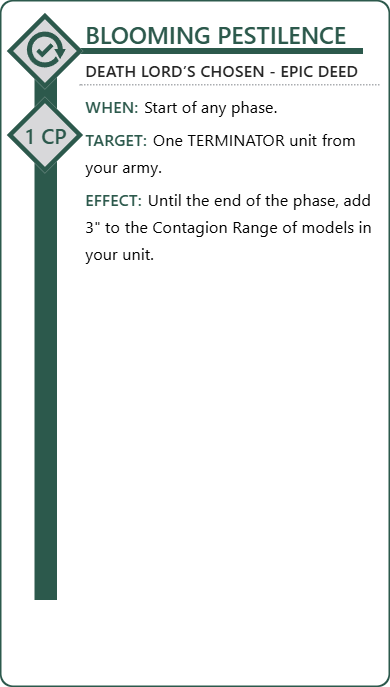 BLOOMING PESTILENCE
DEATH LORD’S CHOSEN - EPIC DEED
WHEN: Start of any phase.
1 CP
TARGET: One TERMINATOR unit from
your army.
EFFECT: Until the end of the phase, add
3" to the Contagion Range of models in
your unit.